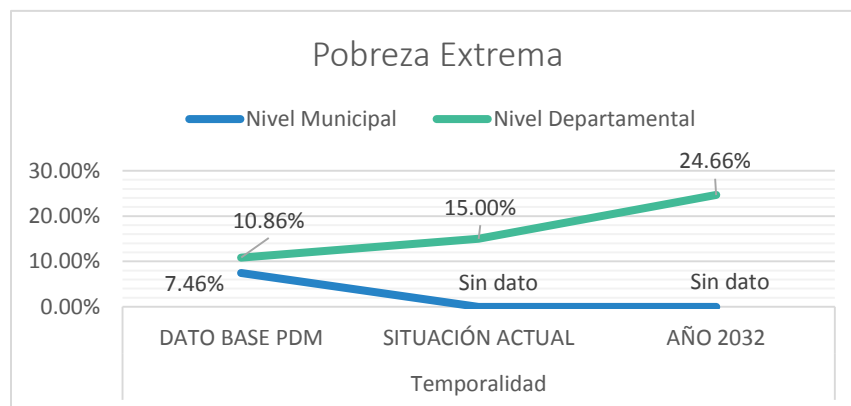 Pobreza Extrema
Nivel Municipal Nivel Departamental
30.00%
20.00%
10.00%
0.00%
24.66%
10.86%
15.00%
7.46%
Sin dato
Sin dato
DATO BASE PDM SITUACIÓN ACTUAL AÑO 2032
Temporalidad